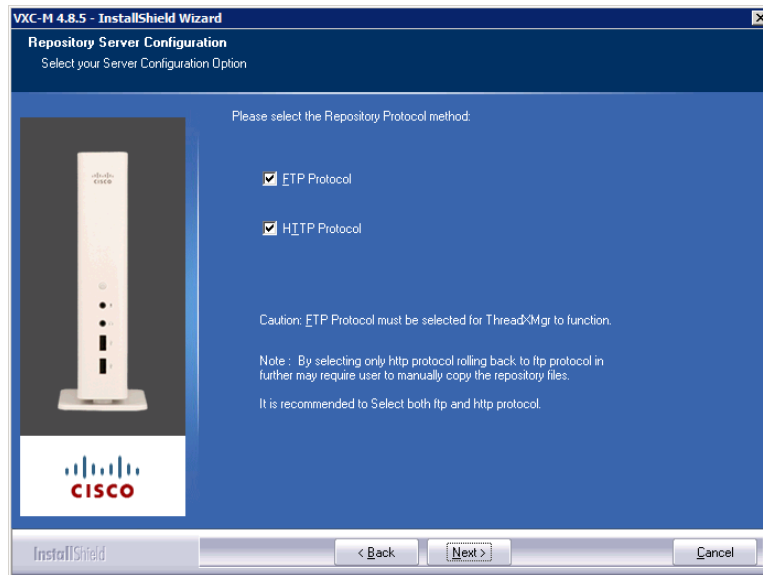 VXC-M 4.8.5 - InstallShield Wizard
Repository Server Configuration
Select your Server Configuration Option
Please select the Repository Protocol method:
cisco
FTP Protocol
HTTP Protocol
Caution: FTP Protocol must be selected for ThreadXMgr to function.
Note : By selecting only http protocol rolling back to ftp protocol in
further may require user to manually copy the repository files.
It is recommended to Select both ftp and http protocol.
CISCO
InstallShield
< Back
Next >
Cancel